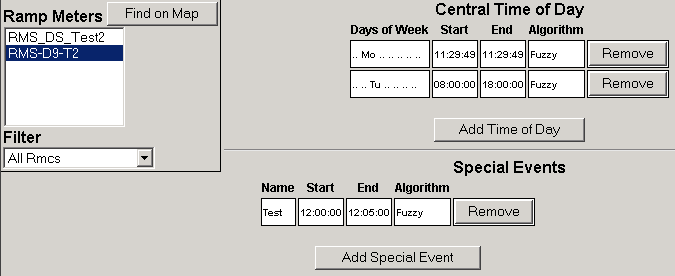 Ramp Meters Find on Map
RMS_DS_Test2
RMS-D9-T2
Filter
All Rmcs
Central Time of Day
Days of Week Start End Algorithm
.. Mo .. .. .. .. .. 11:29:49 11:29:49 Fuzzy Remove
.. .. Tu .. .. .. .. 08:00:00 18:00:00 Fuzzy Remove
Add Time of Day
Special Events
Name Start End Algorithm
Test 12:00:00 12:05:00 Fuzzy Remove
Add Special Event